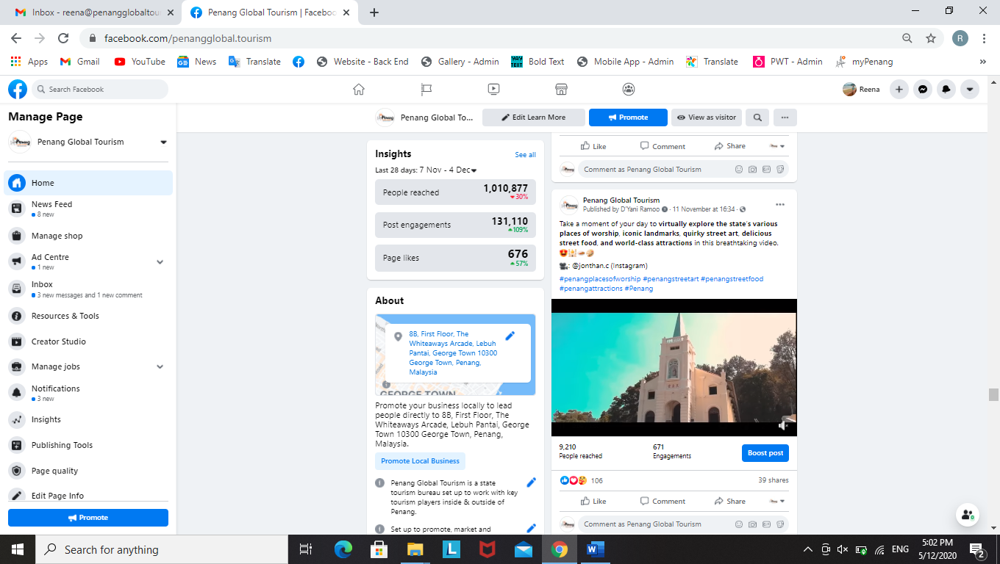 Inbox - reena@penangglobaltou
Penang Global Tourism | Faceboo
facebook.com/penangglobal.tourism
R
Apps
Gmail
YouTube
News
Translate
Website - Back End
Gallery - Admin
YAY TEXT
Bold Text
Mobile App - Admin
Translate
PWT - Admin
myPenang
Search Facebook
Reena
Manage Page
Penang Global Tourism
Home
News Feed
8 new
Manage shop
Ad Centre
1 new
Inbox
3 new messages and 1 new comment
Resources & Tools
Creator Studio
Manage jobs
Notifications
3 new
Insights
Publishing Tools
Page quality
Edit Page Info
Promote
Penang Global To...
Edit Learn More
Promote
View as visitor
Insights
See all
Last 28 days: 7 Nov - 4 Dec
People reached
1,010,877
30%
Post engagements
131,110
109%
Page likes
676
57%
About
8B, First Floor, The
Whiteaways Arcade, Lebuh
Pantai, George Town 10300
George Town, Penang,
Malaysia
GEORGE TOWN
Promote your business locally to lead
people directly to 8B, First Floor, The
Whiteaways Arcade, Lebuh Pantai, George
Town 10300 George Town, Penang,
Malaysia.
Promote Local Business
Penang Global Tourism is a state
tourism bureau set up to work with key
tourism players inside & outside of
Penang.
Set up to promote, market and
Like
Comment
Share
Comment as Penang Global Tourism
Penang Global Tourism
Published by D'Yani Ramoo · 11 November at 16:34 ·
Take a moment of your day to virtually explore the state's various
places of worship, iconic landmarks, quirky street art, delicious
street food, and world-class attractions in this breathtaking video.
: @jonthan.c (Instagram)
#penangplacesofworship #penangstreetart #penangstreetfood
#penangattractions #Penang
9,210
People reached
671
Engagements
Boost post
106
39 shares
Like
Comment
Share
Comment as Penang Global Tourism
0
Search for anything
L
W
ENG
5:02 PM
5/12/2020
2